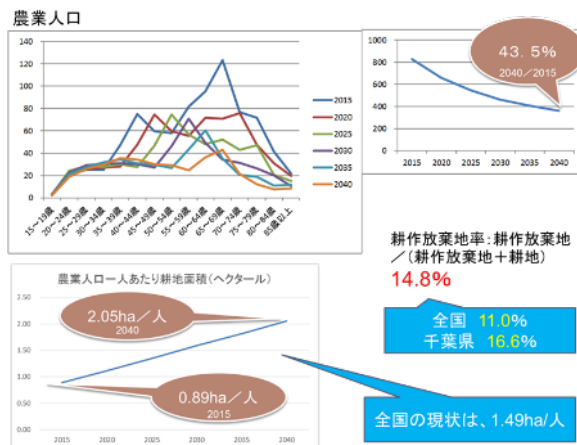 農業人口
140
120
100
80
60
40
20
0
15~19歳
20~24歳
25~29歳
30~34歳
35~39歳
40~44歳
45~49歳
50~54歳
55~59歳
60~64歳
65~69歳
70~74歳
75~79歳
80~84歳
85歳以上
2015
2020
2025
2030
2035
2040
1000
800
600
400
200
0
2015 2020 2025 2030 2035 2040
43.5%
2040/2015
耕作放棄地率:耕作放棄地
/(耕作放棄地+耕地)
14.8%
全国 11.0%
千葉県 16.6%
農業人口一人あたり耕地面積(ヘクタール)
2.50
2.00
1.50
1.00
0.50
0.00
2015 2020 2025 2030 2035 2040
2.05ha/人
2040
0.89ha/人
2015
全国の現状は、1.49ha/人